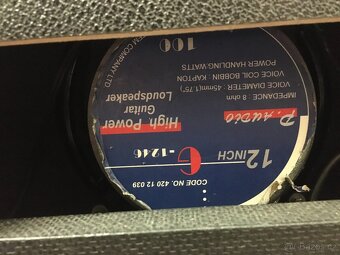 P. AUDIO
High Power
Guitar
Loudspeaker
100
IMPEDANCE: 8 ohm
VOICE DIAMETER: 45mm(1.75")
VOICE COIL BOBBIN: KAPTON
POWER HANDLING:WATTS
COMPANY LTD
12 INCH
-1246
CODE NO. 420 12 039